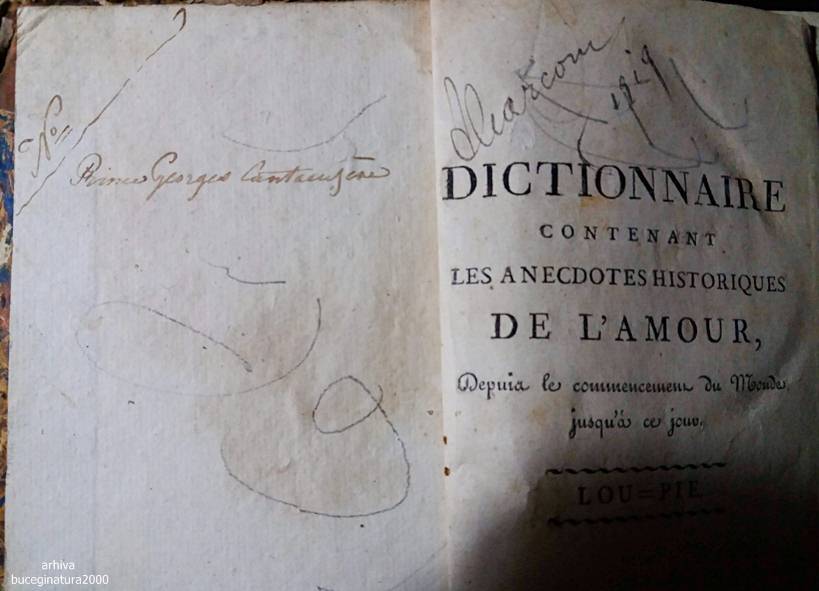 No
Prince Georges Cantacuzène
1919
DICTIONNAIRE
CONTENANT
LES ANECDOTES HISTORIQUES
DE L'AMOUR,
Depuis le commencement du Monde,
jusqu'à ce jour.
LOU=PIE
arhiva
buceginatura2000